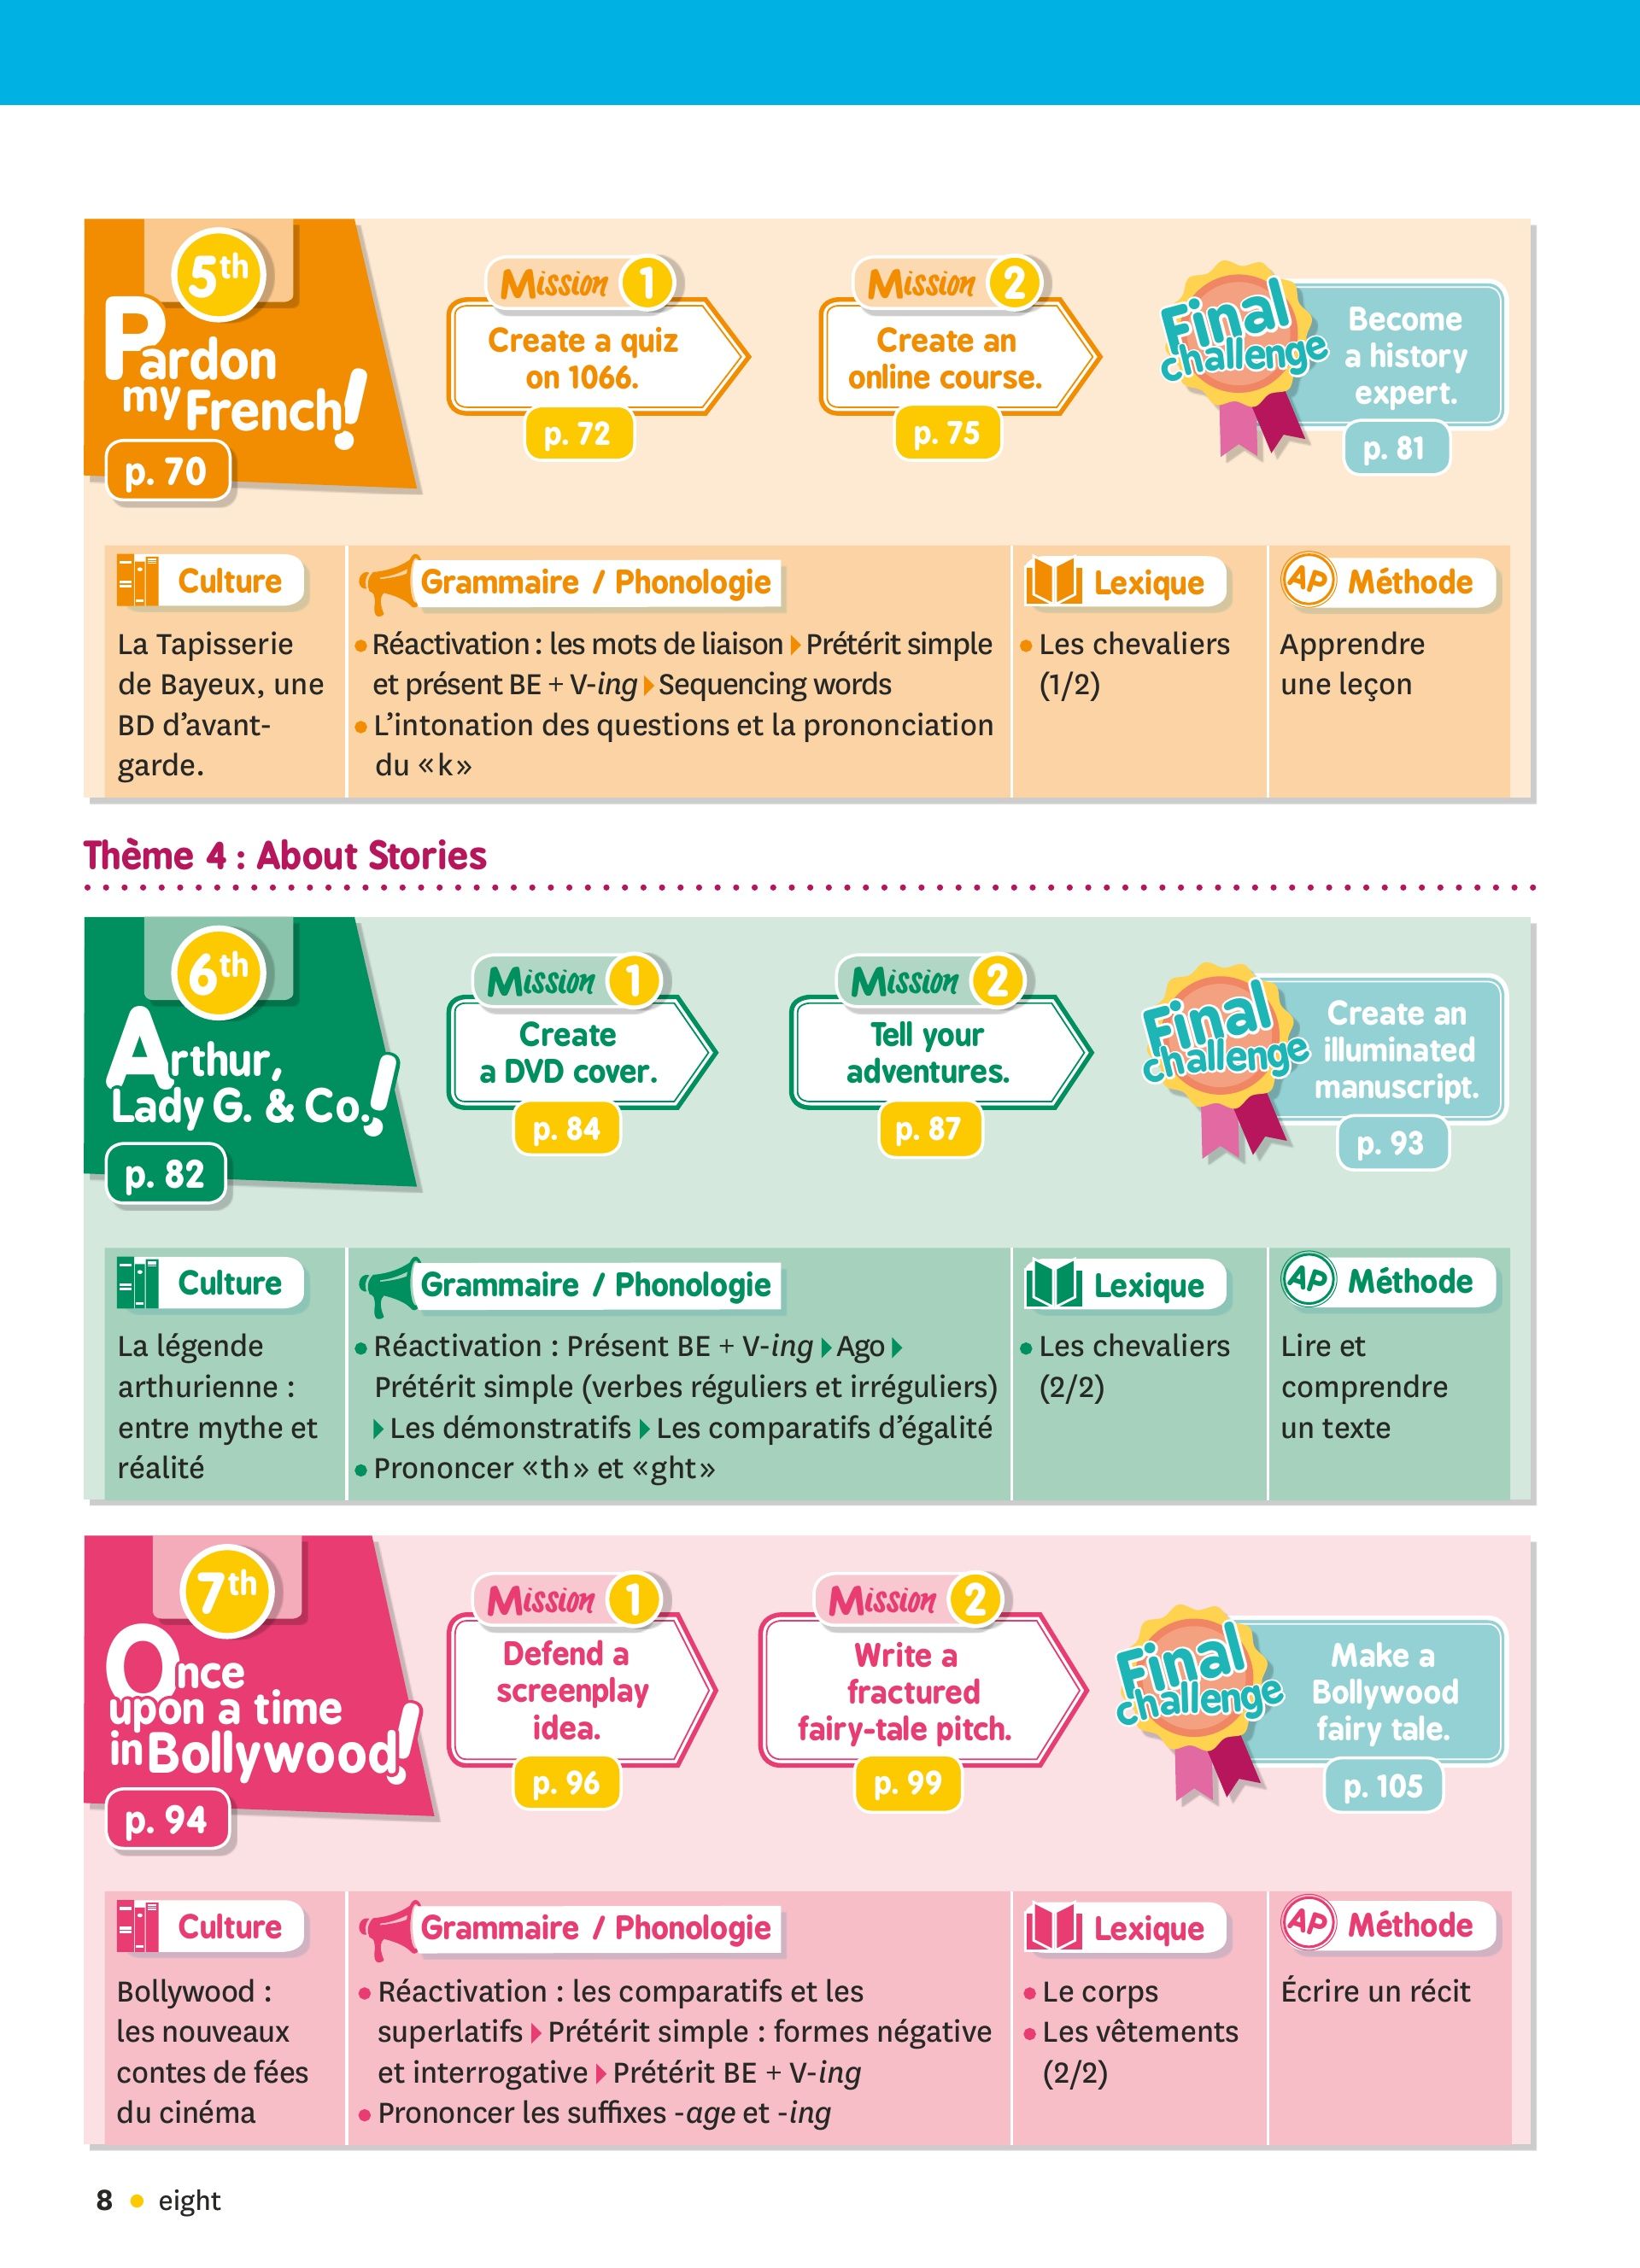 5th
Pardon
my French!
p. 70
Mission 1
Create a quiz
on 1066.
p. 72
Mission 2
Create an
online course.
p. 75
Final
challenge
Become
a history
expert.
p. 81
Culture
La Tapisserie
de Bayeux, une
BD d’avant-
garde.
Grammaire / Phonologie
• Réactivation : les mots de liaison ▶ Prétérit simple
et présent BE + V-ing ▶ Sequencing words
• L’intonation des questions et la prononciation
du «k»
Lexique
• Les chevaliers
(1/2)
AP Méthode
Apprendre
une leçon
Thème 4 : About Stories
6th
Arthur,
Lady G. & Co.!
p. 82
Mission 1
Create
a DVD cover.
p. 84
Mission 2
Tell your
adventures.
p. 87
Final
challenge
Create an
illuminated
manuscript.
p. 93
Culture
La légende
arthurienne :
entre mythe et
réalité
Grammaire / Phonologie
• Réactivation : Présent BE + V-ing ▶ Ago ▶
Prétérit simple (verbes réguliers et irréguliers)
▶ Les démonstratifs ▶ Les comparatifs d’égalité
• Prononcer «th» et «ght»
Lexique
• Les chevaliers
(2/2)
AP Méthode
Lire et
comprendre
un texte
7th
Once
upon a time
in Bollywood!
p. 94
Mission 1
Defend a
screenplay
idea.
p. 96
Mission 2
Write a
fractured
fairy-tale pitch.
p. 99
Final
challenge
Make a
Bollywood
fairy tale.
p. 105
Culture
Bollywood :
les nouveaux
contes de fées
du cinéma
Grammaire / Phonologie
• Réactivation : les comparatifs et les
superlatifs ▶ Prétérit simple : formes négative
et interrogative ▶ Prétérit BE + V-ing
• Prononcer les suffixes -age et -ing
Lexique
• Le corps
• Les vêtements
(2/2)
AP Méthode
Écrire un récit
8 • eight